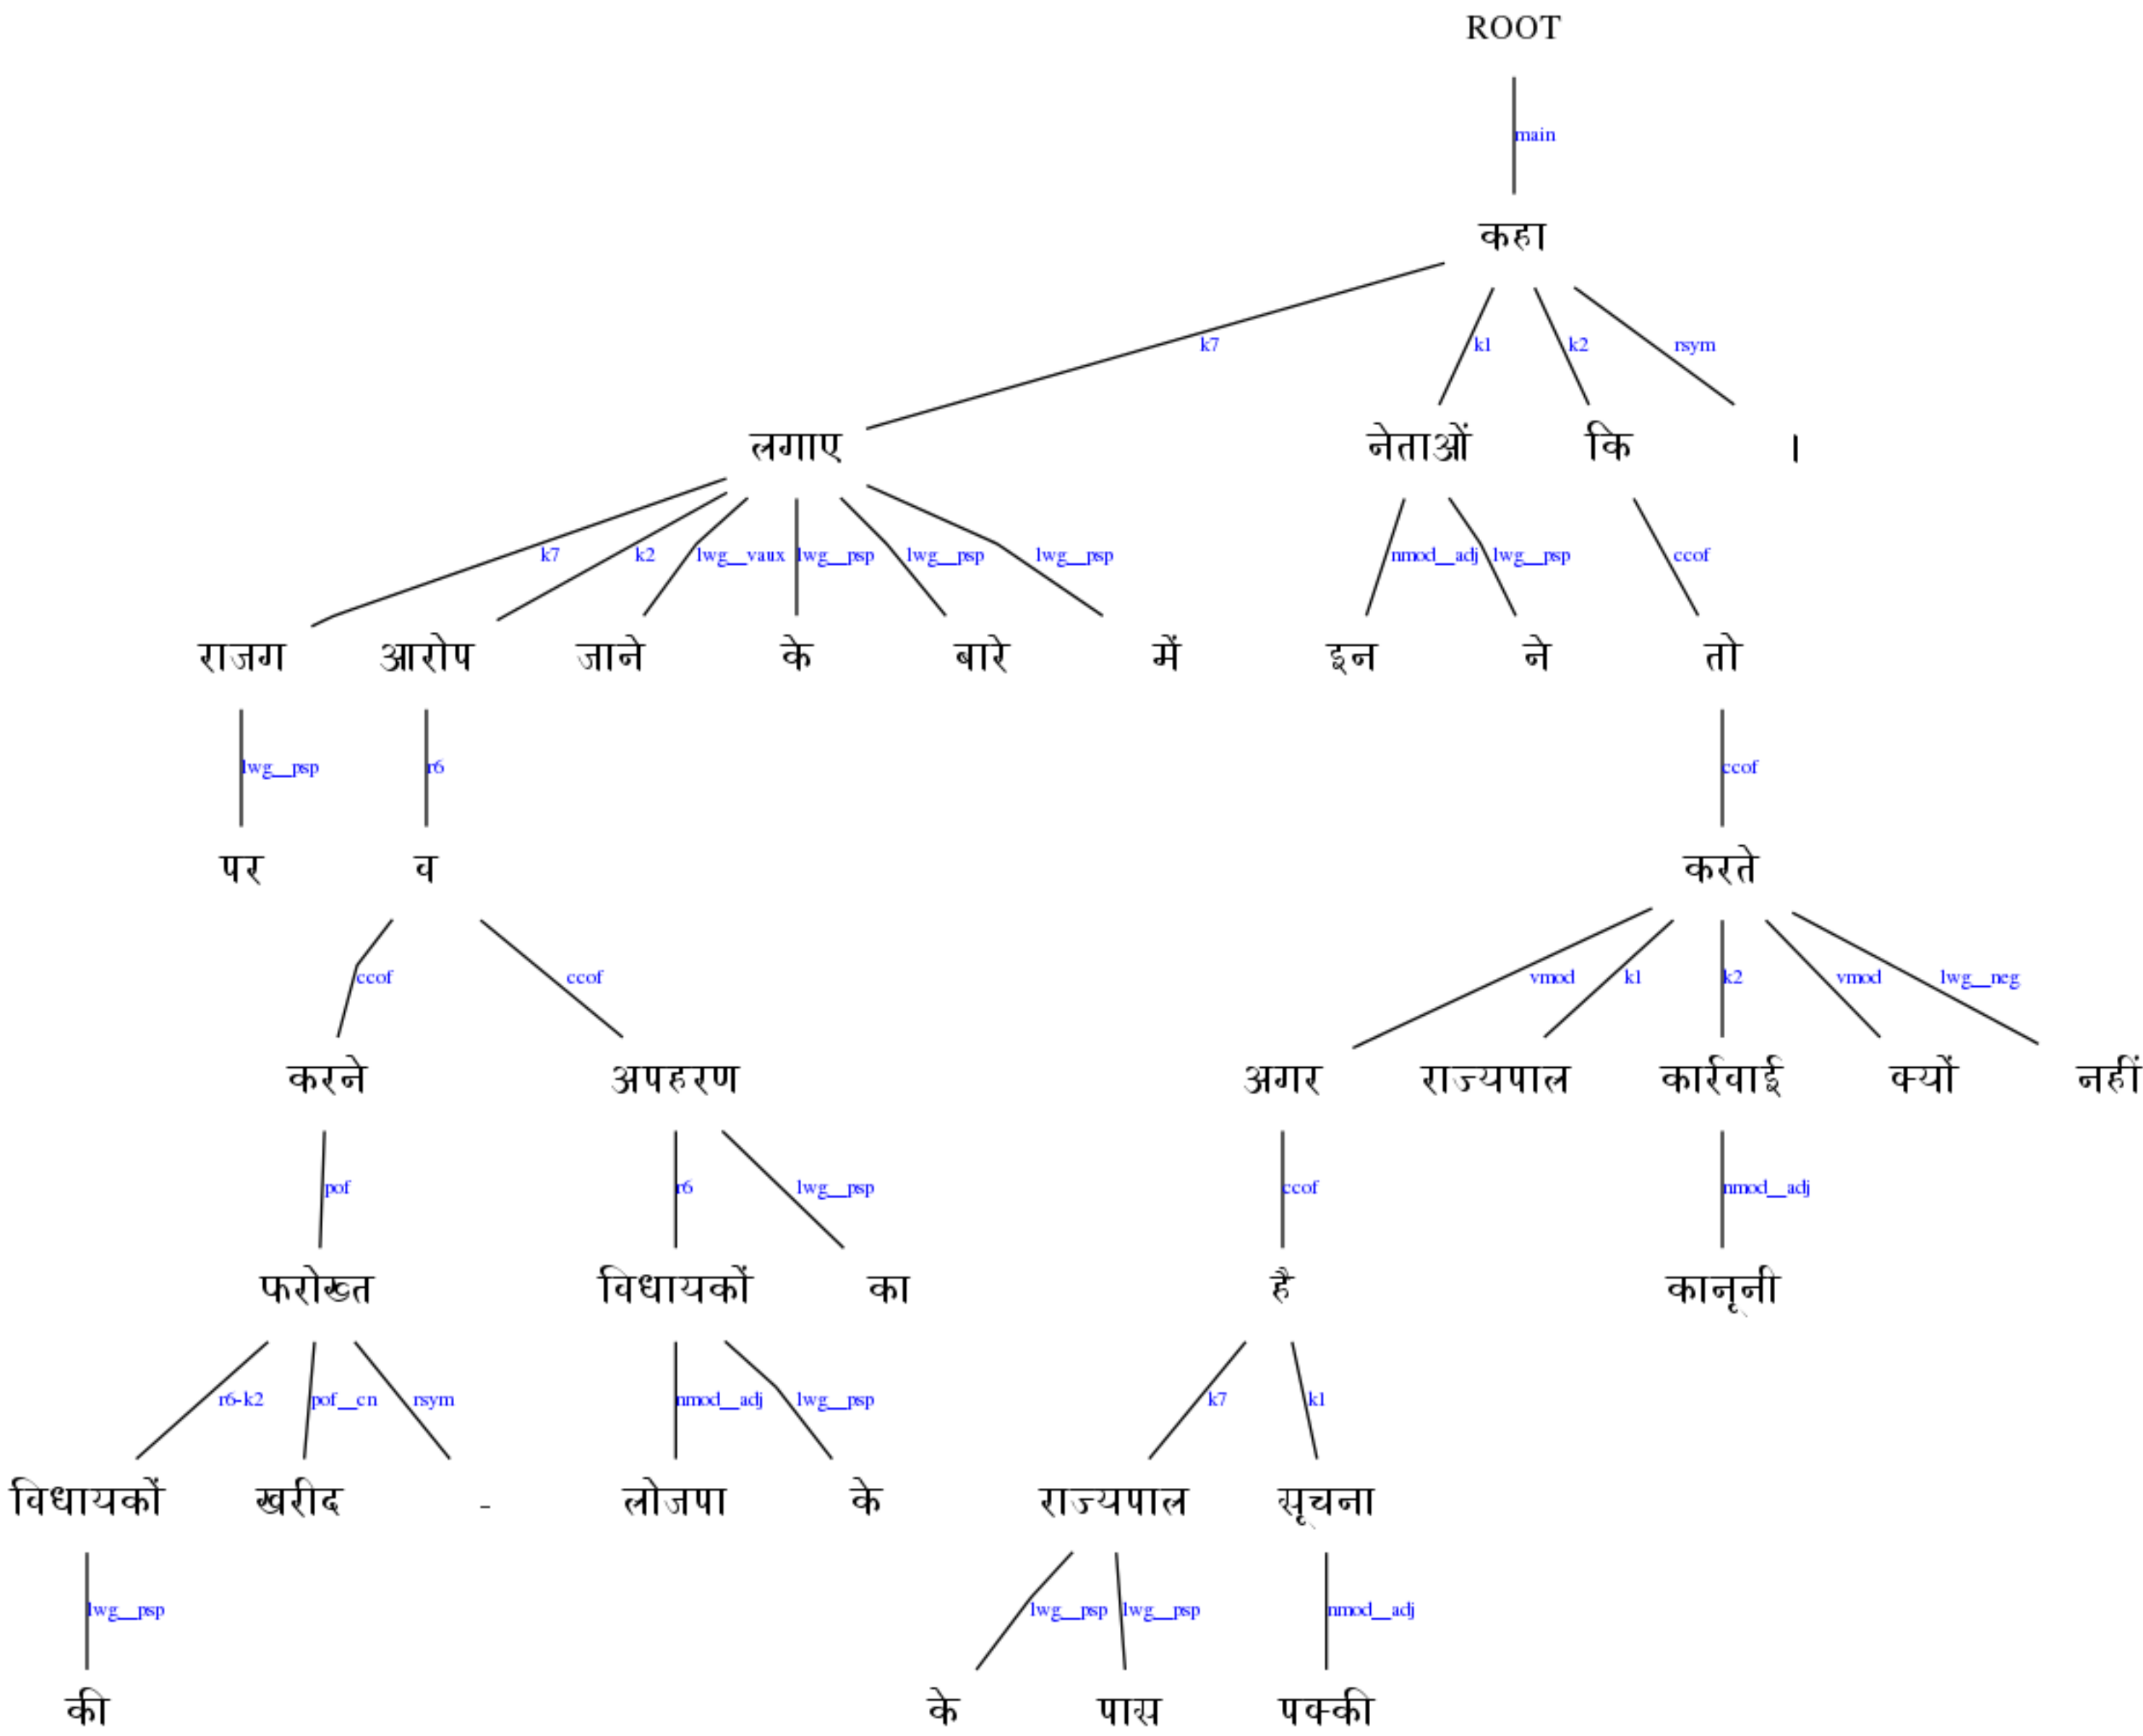 ROOT
main
कहा
k7 k1 k2 rsym
लगाए नेताओं कि ।
k7 k2 lwg__vaux lwg__psp lwg__psp lwg__psp nmod__adj lwg__psp ccof
राजग आरोप जाने के बारे में इन ने तो
lwg__psp r6 ccof
पर व करते
ccof ccof vmod k1 k2 vmod lwg__neg
करने अपहरण अगर राज्यपाल कार्रवाई क्यों नहीं
pof r6 lwg__psp ccof nmod__adj
फरोख्त विधायकों का है कानूनी
r6-k2 pof__cn rsym nmod__adj lwg__psp k7 k1
विधायकों खरीद - लोजपा के राज्यपाल सूचना
lwg__psp lwg__psp lwg__psp nmod__adj
की के पास पक्की